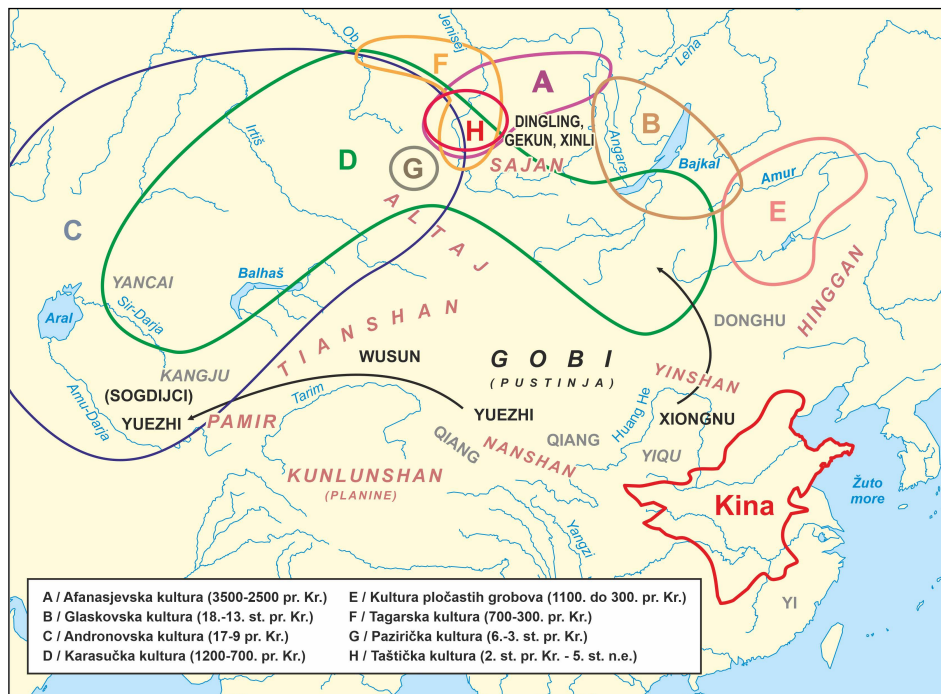 Ob
Jenisej
Lena
F
A
B
Irtiš
H
DINGLING,
GEKUN, XINLI
Angara
Bajkal
Amur
D
G
SAJAN
E
C
ALTAJ
YANCAI
Balhaš
HINGGAN
Aral
Sir-Darja
DONGHU
TIANSHAN
WUSUN
GOBI
(PUSTINJA)
YINSHAN
KANGJU
(SOGDIJCI)
Amu-Darja
YUEZHI
PAMIR
Tarim
YUEZHI
Huang He
XIONGNU
QIANG
NANSHAN
QIANG
YIQU
KUNLUNSHAN
(PLANINE)
Kina
Žuto
more
Yangzi
YI
A / Afanasjevska kultura (3500-2500 pr. Kr.)
B / Glaskovska kultura (18.-13. st. pr. Kr.)
C / Andronovska kultura (17-9 pr. Kr.)
D / Karasučka kultura (1200-700. pr. Kr.)
E / Kultura pločastih grobova (1100. do 300. pr. Kr.)
F / Tagarska kultura (700-300. pr. Kr.)
G / Pazirička kultura (6.-3. st. pr. Kr.)
H / Taštička kultura (2. st. pr. Kr. - 5. st. n.e.)